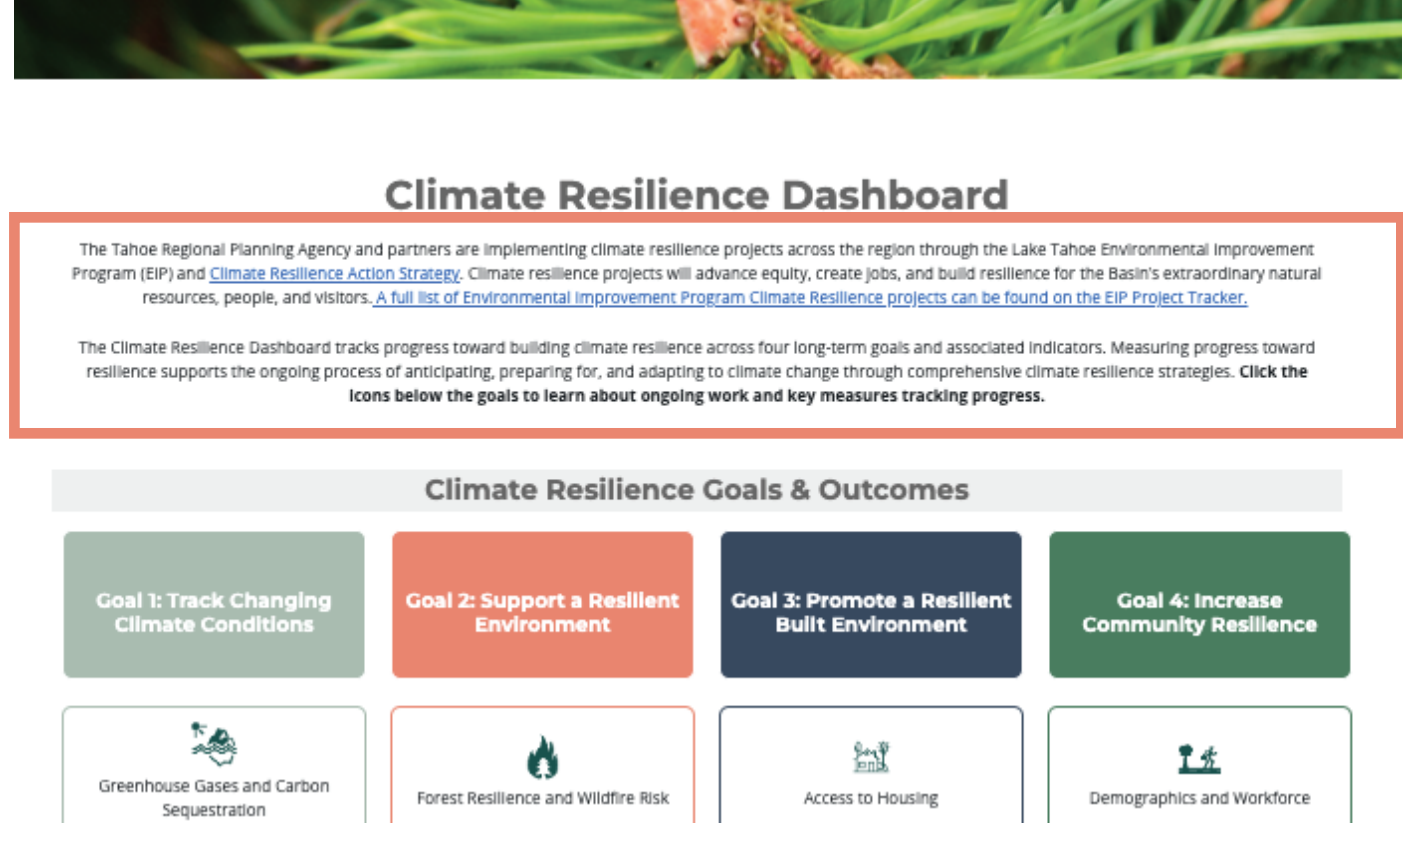 Climate Resilience Dashboard
The Tahoe Regional Planning Agency and partners are implementing climate resilience projects across the region through the Lake Tahoe Environmental Improvement
Program (EIP) and Climate Resilience Action Strategy. Climate resilience projects will advance equity, create jobs, and build resilience for the Basin's extraordinary natural
resources, people, and visitors. A full list of Environmental Improvement Program Climate Resilience projects can be found on the EIP Project Tracker.
The Climate Resilience Dashboard tracks progress toward building climate resilience across four long-term goals and associated indicators. Measuring progress toward
resilience supports the ongoing process of anticipating, preparing for, and adapting to climate change through comprehensive climate resilience strategies. Click the
icons below the goals to learn about ongoing work and key measures tracking progress.
Climate Resilience Goals & Outcomes
Goal 1: Track Changing
Climate Conditions
Goal 2: Support a Resilient
Environment
Goal 3: Promote a Resilient
Built Environment
Goal 4: Increase
Community Resilience
Greenhouse Gases and Carbon
Sequestration
Forest Resilience and Wildfire Risk
Access to Housing
Demographics and Workforce